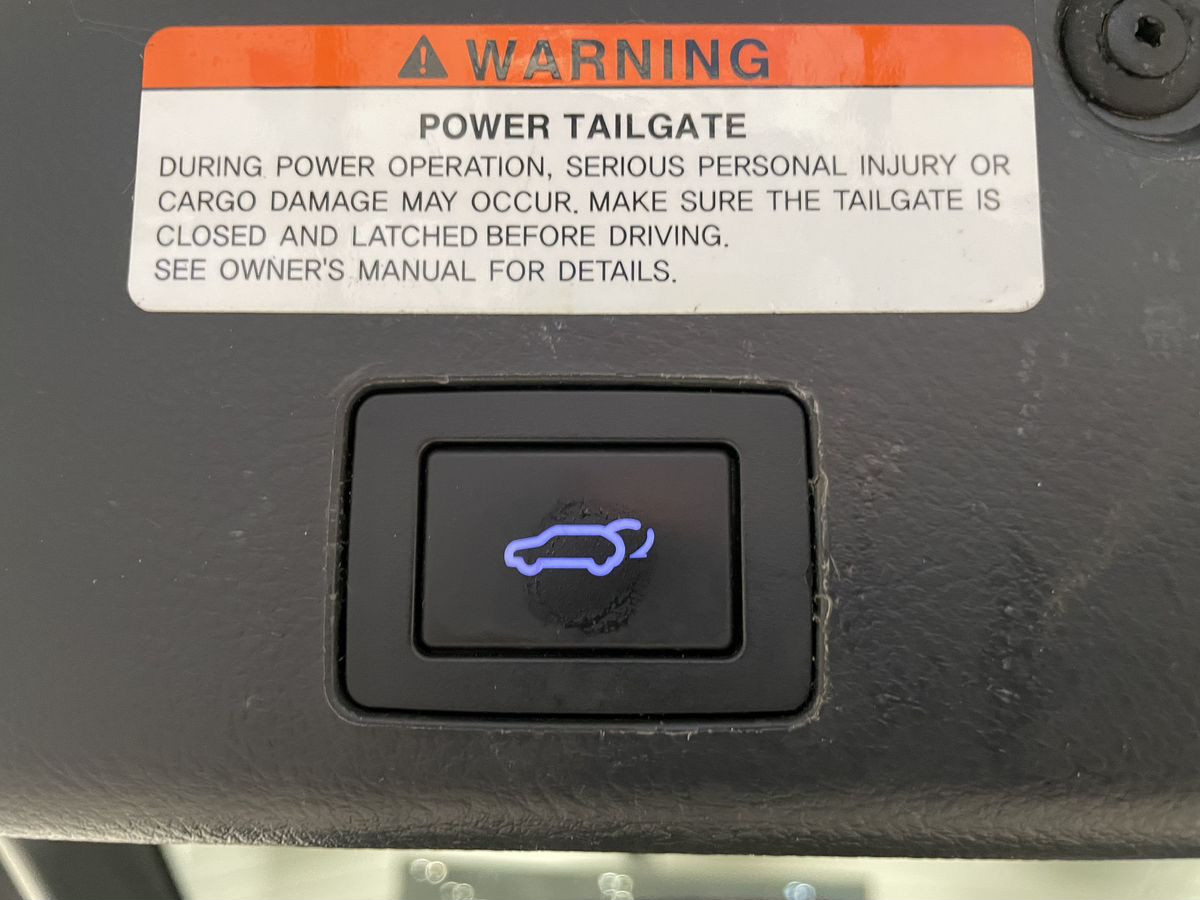 WARNING
POWER TAILGATE
DURING POWER OPERATION, SERIOUS PERSONAL INJURY OR
CARGO DAMAGE MAY OCCUR. MAKE SURE THE TAILGATE IS
CLOSED AND LATCHED BEFORE DRIVING.
SEE OWNER'S MANUAL FOR DETAILS.